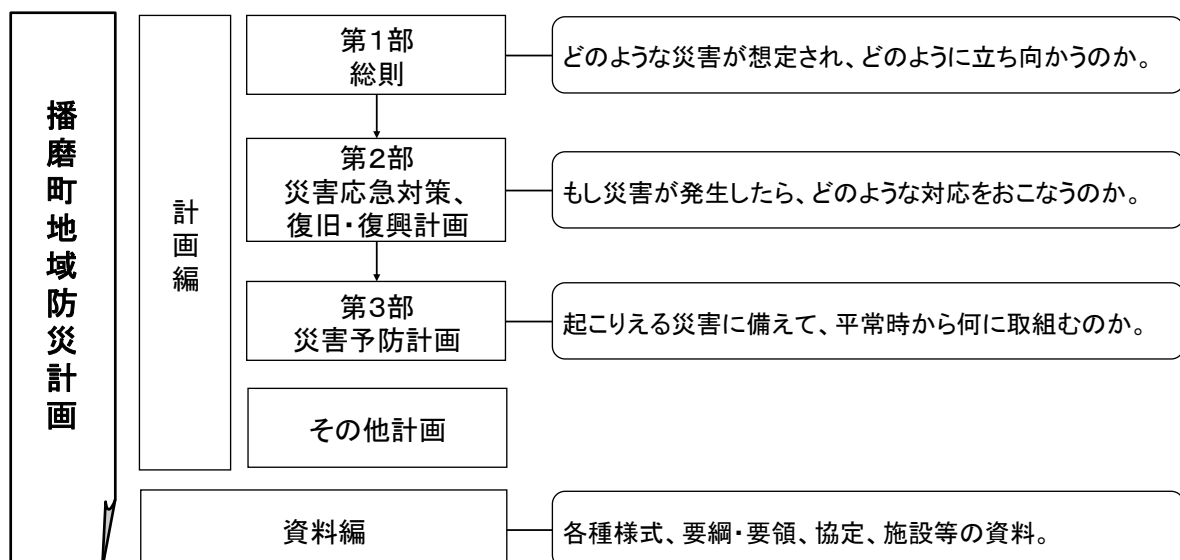 播磨町地域防災計画
計画編
第１部
総則
どのような災害が想定され、どのように立ち向かうのか。
第２部
災害応急対策、
復旧・復興計画
もし災害が発生したら、どのような対応をおこなうのか。
第３部
災害予防計画
起こりえる災害に備えて、平常時から何に取組むのか。
その他計画
資料編
各種様式、要綱・要領、協定、施設等の資料。